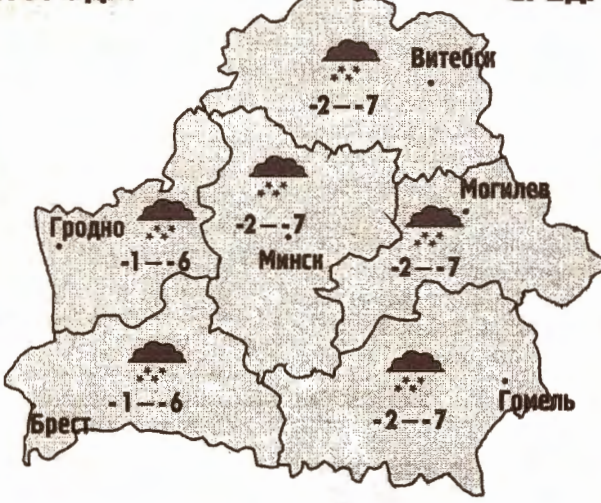 Витебск
-2—-7
-2—-7
Минск
Могилев
-2—-7
Гродно
-1—-6
-1—-6
Брест
-2—-7
Гомель